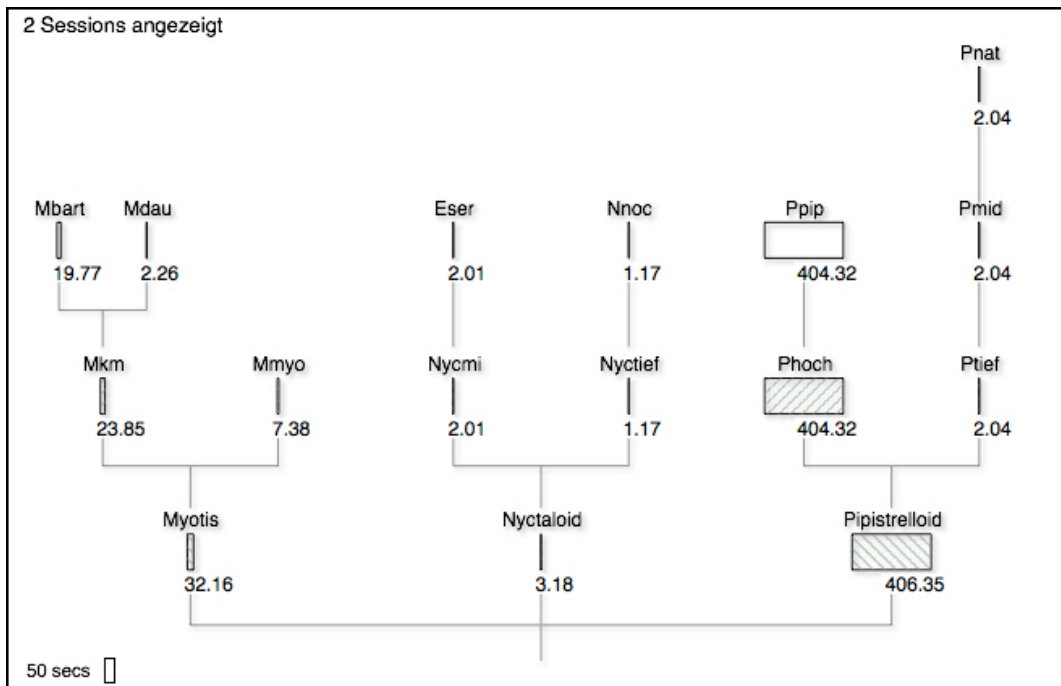 2 Sessions angezeigt
Pnat
2.04
Mbart Mdau Eser Nnoc Ppip Pmid
19.77 2.26 2.01 1.17 404.32 2.04
Mkm Mmyo Nycmi Nyctief Phoch Ptief
23.85 7.38 2.01 1.17 404.32 2.04
Myotis Nyctaloid Pipistrelloid
32.16 3.18 406.35
50 secs